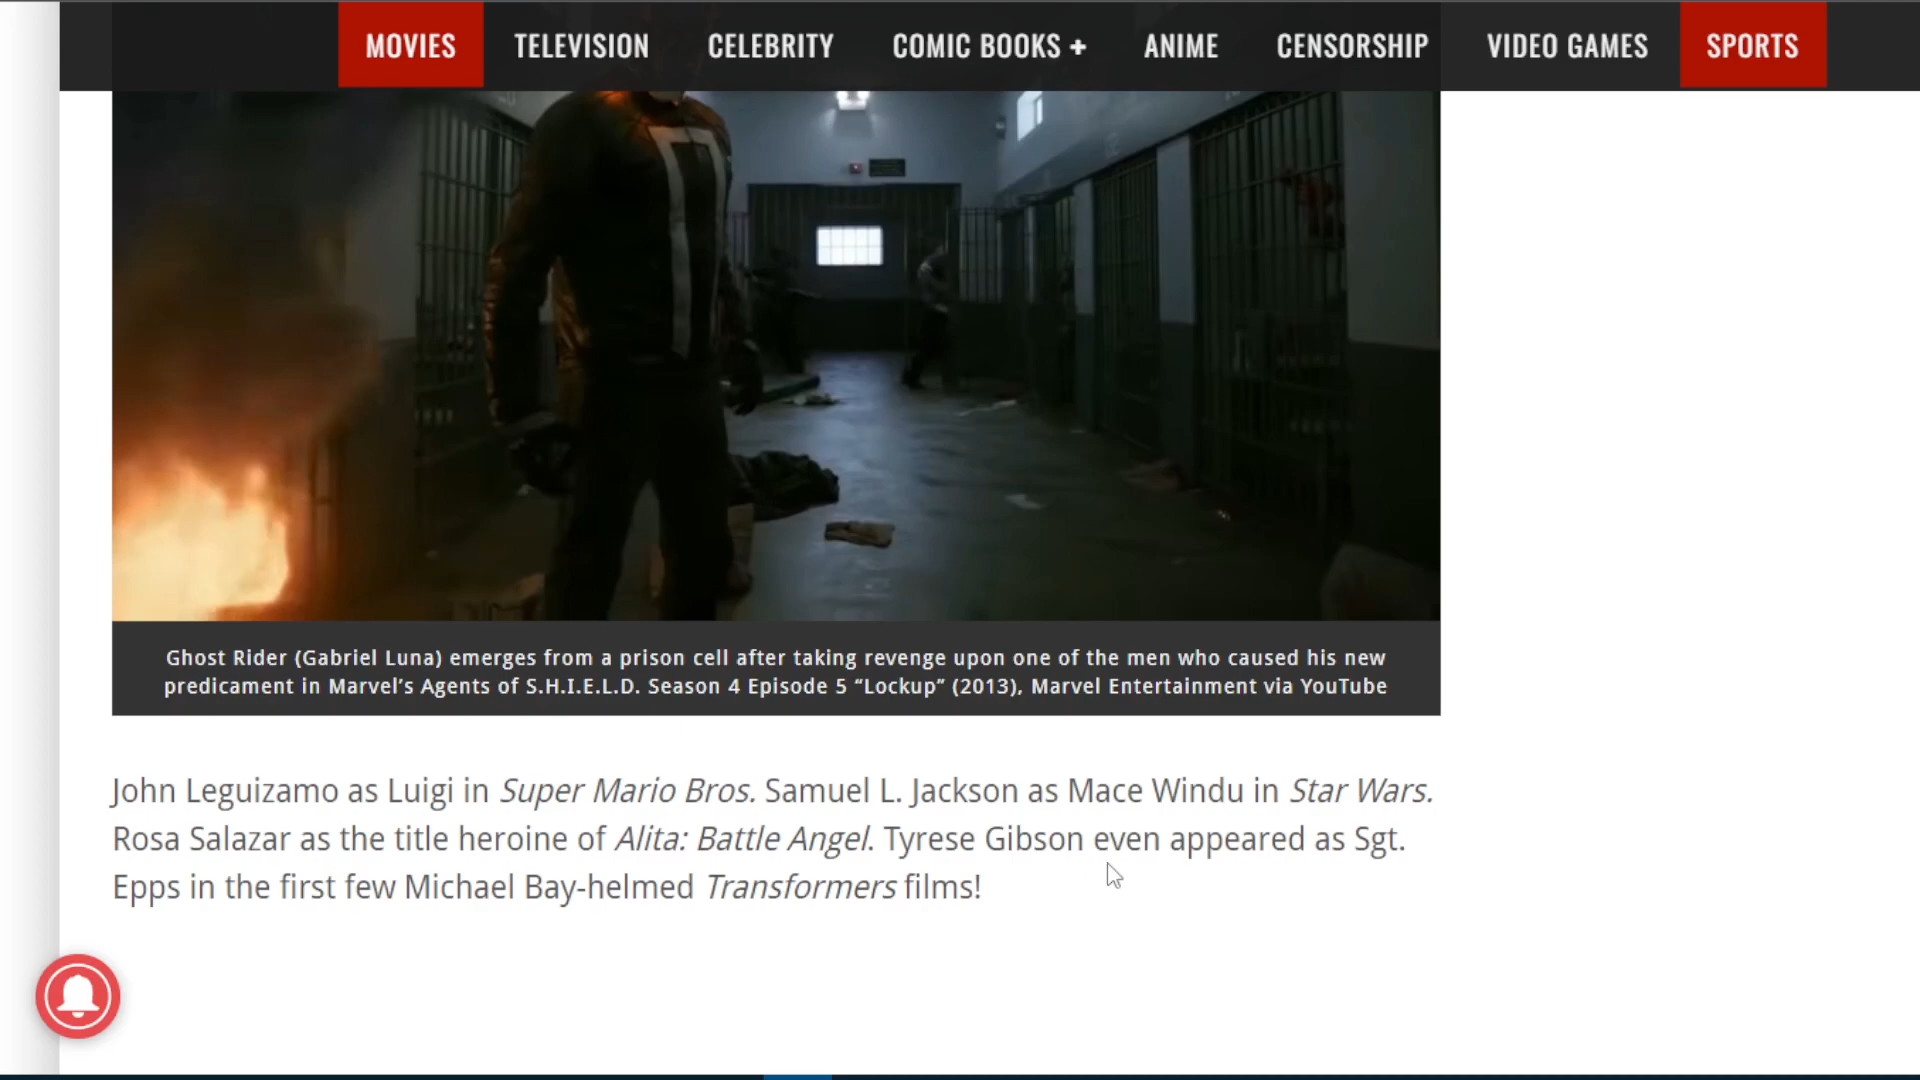 MOVIES TELEVISION CELEBRITY COMIC BOOKS + ANIME CENSORSHIP VIDEO GAMES SPORTS
Ghost Rider (Gabriel Luna) emerges from a prison cell after taking revenge upon one of the men who caused his new
predicament in Marvel’s Agents of S.H.I.E.L.D. Season 4 Episode 5 “Lockup” (2013), Marvel Entertainment via YouTube
John Leguizamo as Luigi in Super Mario Bros. Samuel L. Jackson as Mace Windu in Star Wars.
Rosa Salazar as the title heroine of Alita: Battle Angel. Tyrese Gibson even appeared as Sgt.
Epps in the first few Michael Bay-helmed Transformers films!